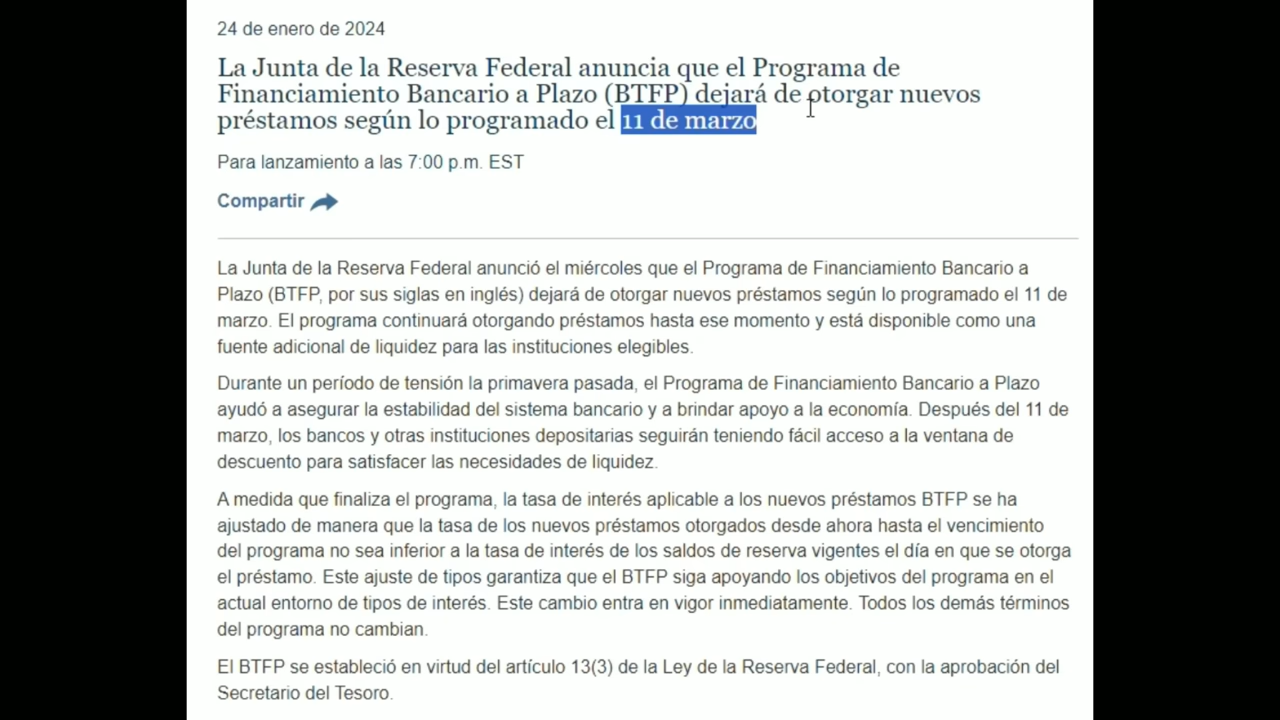 24 de enero de 2024
La Junta de la Reserva Federal anuncia que el Programa de
Financiamiento Bancario a Plazo (BTFP) dejará de otorgar nuevos
préstamos según lo programado el 11 de marzo
Para lanzamiento a las 7:00 p.m. EST
Compartir
La Junta de la Reserva Federal anunció el miércoles que el Programa de Financiamiento Bancario a
Plazo (BTFP, por sus siglas en inglés) dejará de otorgar nuevos préstamos según lo programado el 11 de
marzo. El programa continuará otorgando préstamos hasta ese momento y está disponible como una
fuente adicional de liquidez para las instituciones elegibles.
Durante un período de tensión la primavera pasada, el Programa de Financiamiento Bancario a Plazo
ayudó a asegurar la estabilidad del sistema bancario y a brindar apoyo a la economía. Después del 11 de
marzo, los bancos y otras instituciones depositarias seguirán teniendo fácil acceso a la ventana de
descuento para satisfacer las necesidades de liquidez.
A medida que finaliza el programa, la tasa de interés aplicable a los nuevos préstamos BTFP se ha
ajustado de manera que la tasa de los nuevos préstamos otorgados desde ahora hasta el vencimiento
del programa no sea inferior a la tasa de interés de los saldos de reserva vigentes el día en que se otorga
el préstamo. Este ajuste de tipos garantiza que el BTFP siga apoyando los objetivos del programa en el
actual entorno de tipos de interés. Este cambio entra en vigor inmediatamente. Todos los demás términos
del programa no cambian.
El BTFP se estableció en virtud del artículo 13(3) de la Ley de la Reserva Federal, con la aprobación del
Secretario del Tesoro.